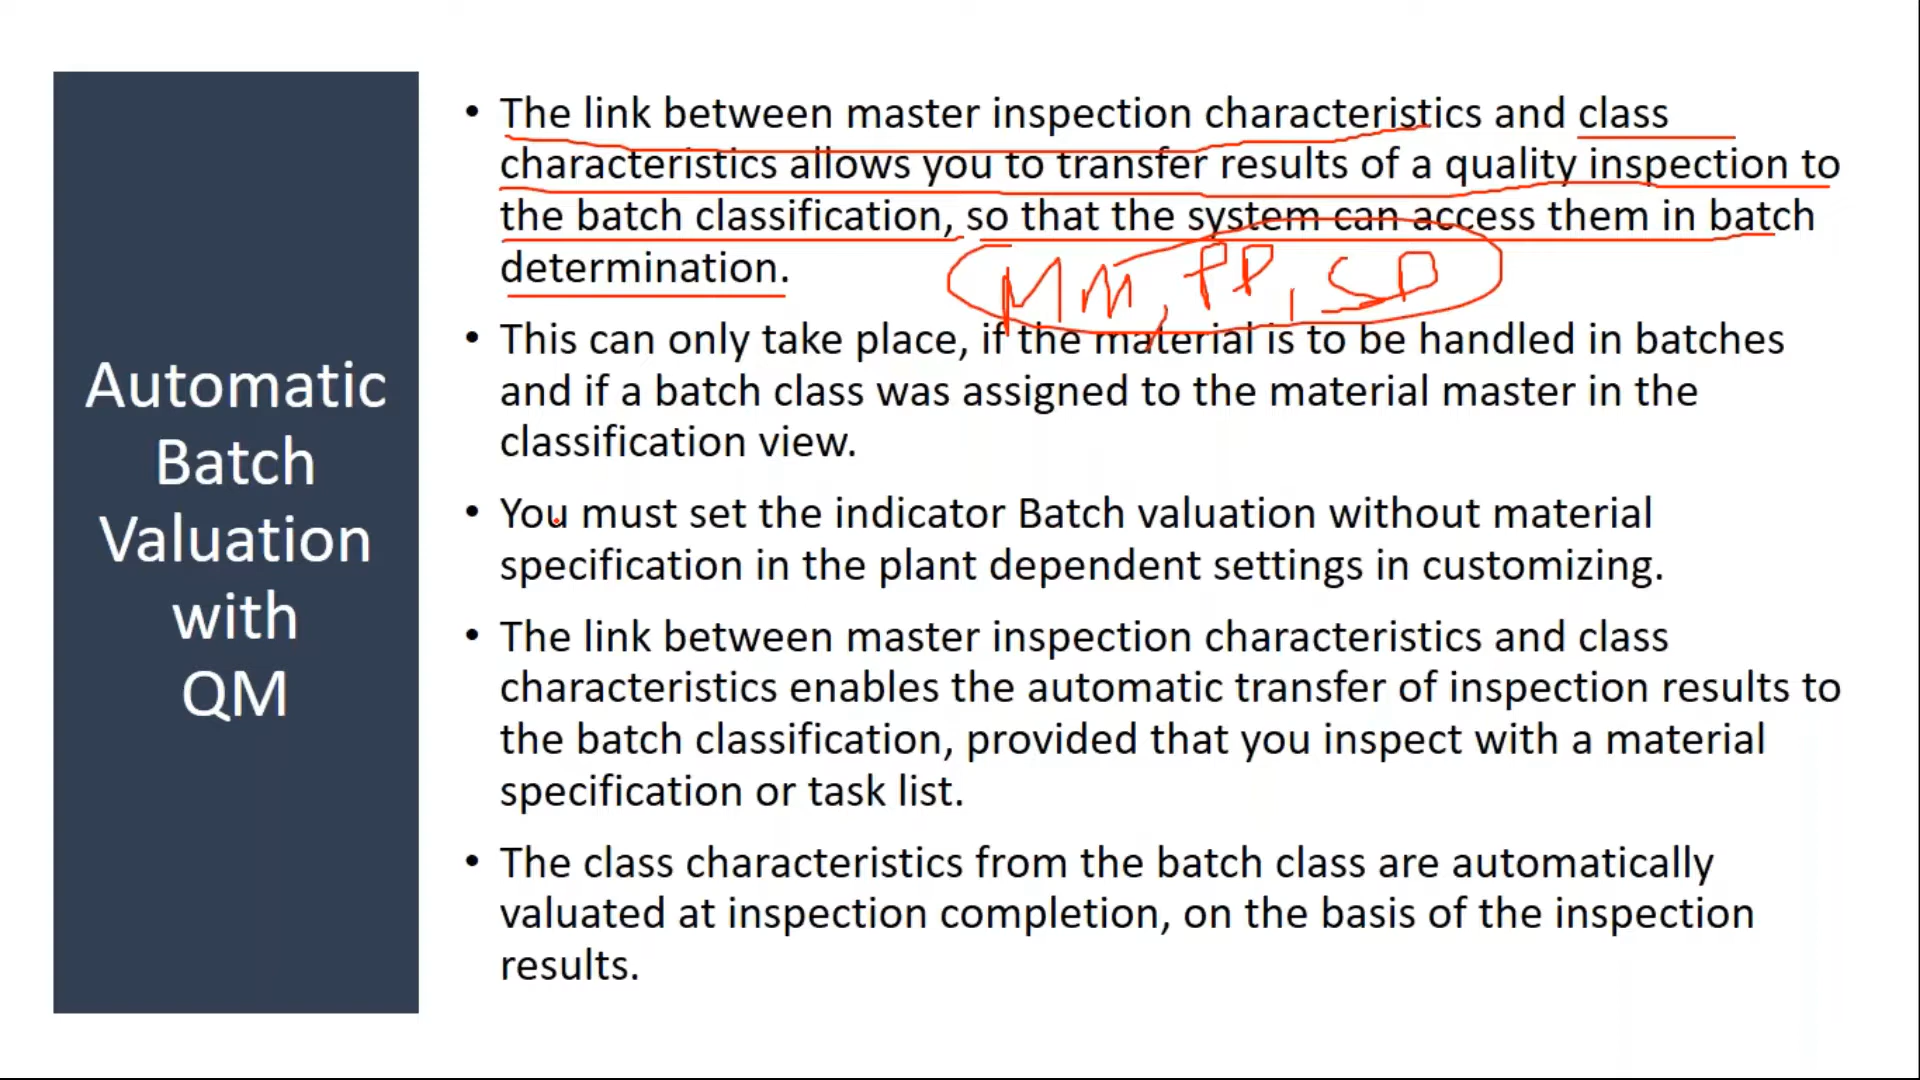 Automatic
Batch
Valuation
with
QM
• The link between master inspection characteristics and class
characteristics allows you to transfer results of a quality inspection to
the batch classification, so that the system can access them in batch
determination.
MM, PP, SD
• This can only take place, if the material is to be handled in batches
and if a batch class was assigned to the material master in the
classification view.
• You must set the indicator Batch valuation without material
specification in the plant dependent settings in customizing.
• The link between master inspection characteristics and class
characteristics enables the automatic transfer of inspection results to
the batch classification, provided that you inspect with a material
specification or task list.
• The class characteristics from the batch class are automatically
valuated at inspection completion, on the basis of the inspection
results.